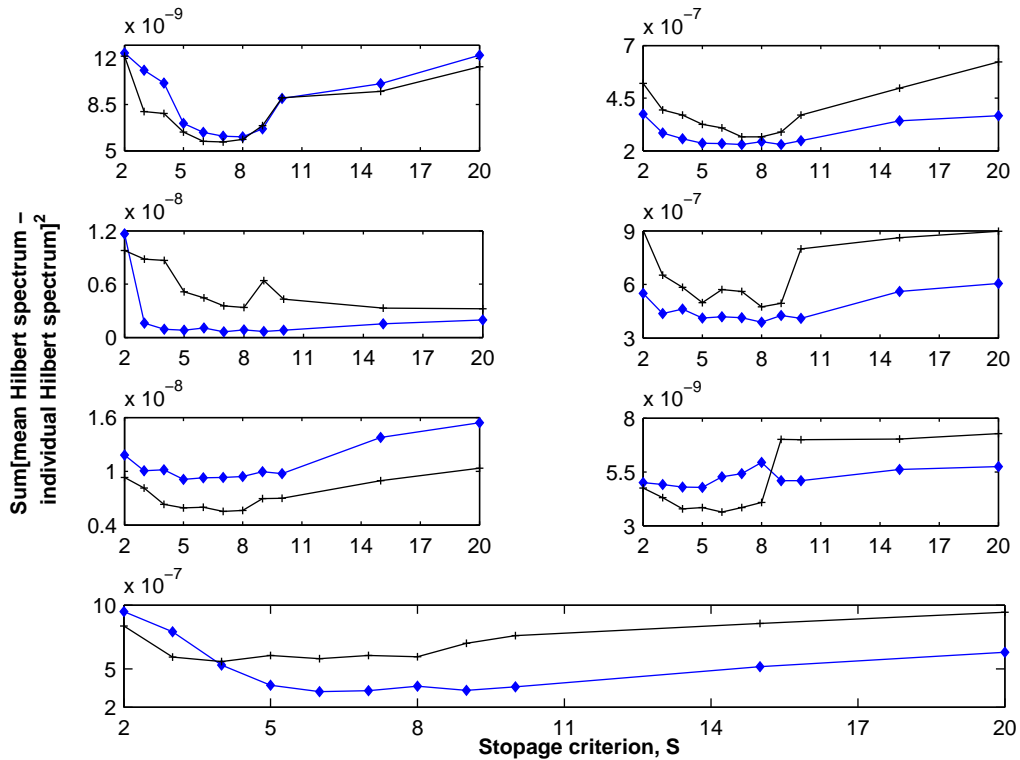 Sum[mean Hilbert spectrum −
individual Hilbert spectrum]²
x 10⁻⁹
12
8.5
5
2 5 8 11 14 17 20
x 10⁻⁷
7
4.5
2
2 5 8 11 14 17 20
x 10⁻⁸
1.2
0.6
0
2 5 8 11 14 17 20
x 10⁻⁷
9
6
3
2 5 8 11 14 17 20
x 10⁻⁸
1.6
1
0.4
2 5 8 11 14 17 20
x 10⁻⁹
8
5.5
3
2 5 8 11 14 17 20
x 10⁻⁷
10
5
2
2 5 8 11 14 17 20
Stopage criterion, S